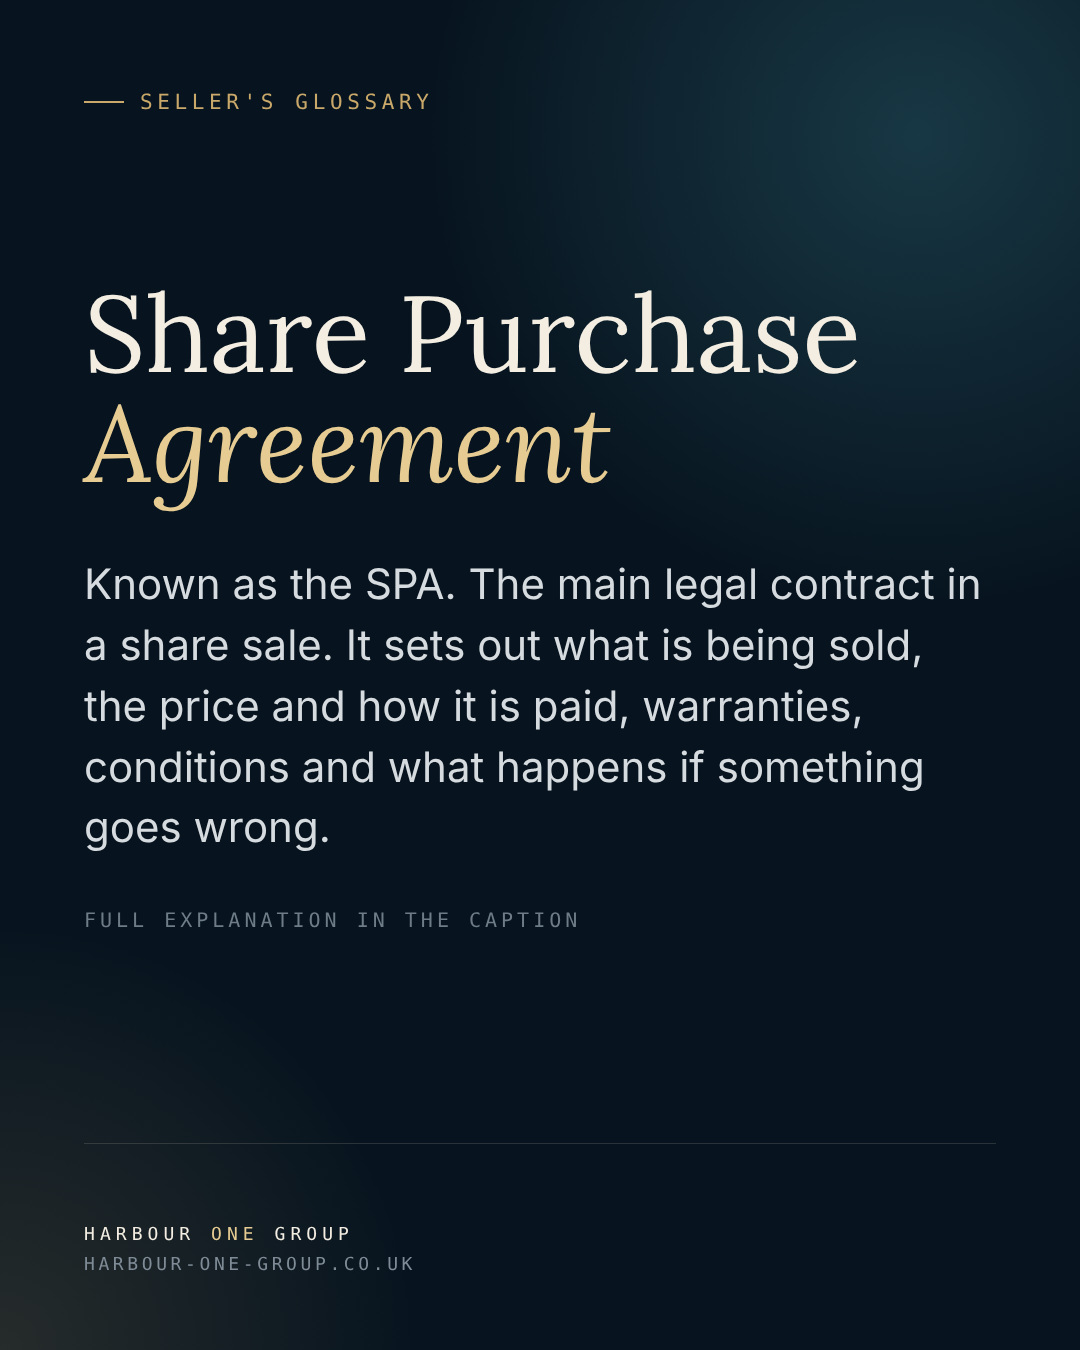 SELLER'S GLOSSARY
Share Purchase
Agreement
Known as the SPA. The main legal contract in
a share sale. It sets out what is being sold,
the price and how it is paid, warranties,
conditions and what happens if something
goes wrong.
FULL EXPLANATION IN THE CAPTION
HARBOUR ONE GROUP
HARBOUR-ONE-GROUP.CO.UK